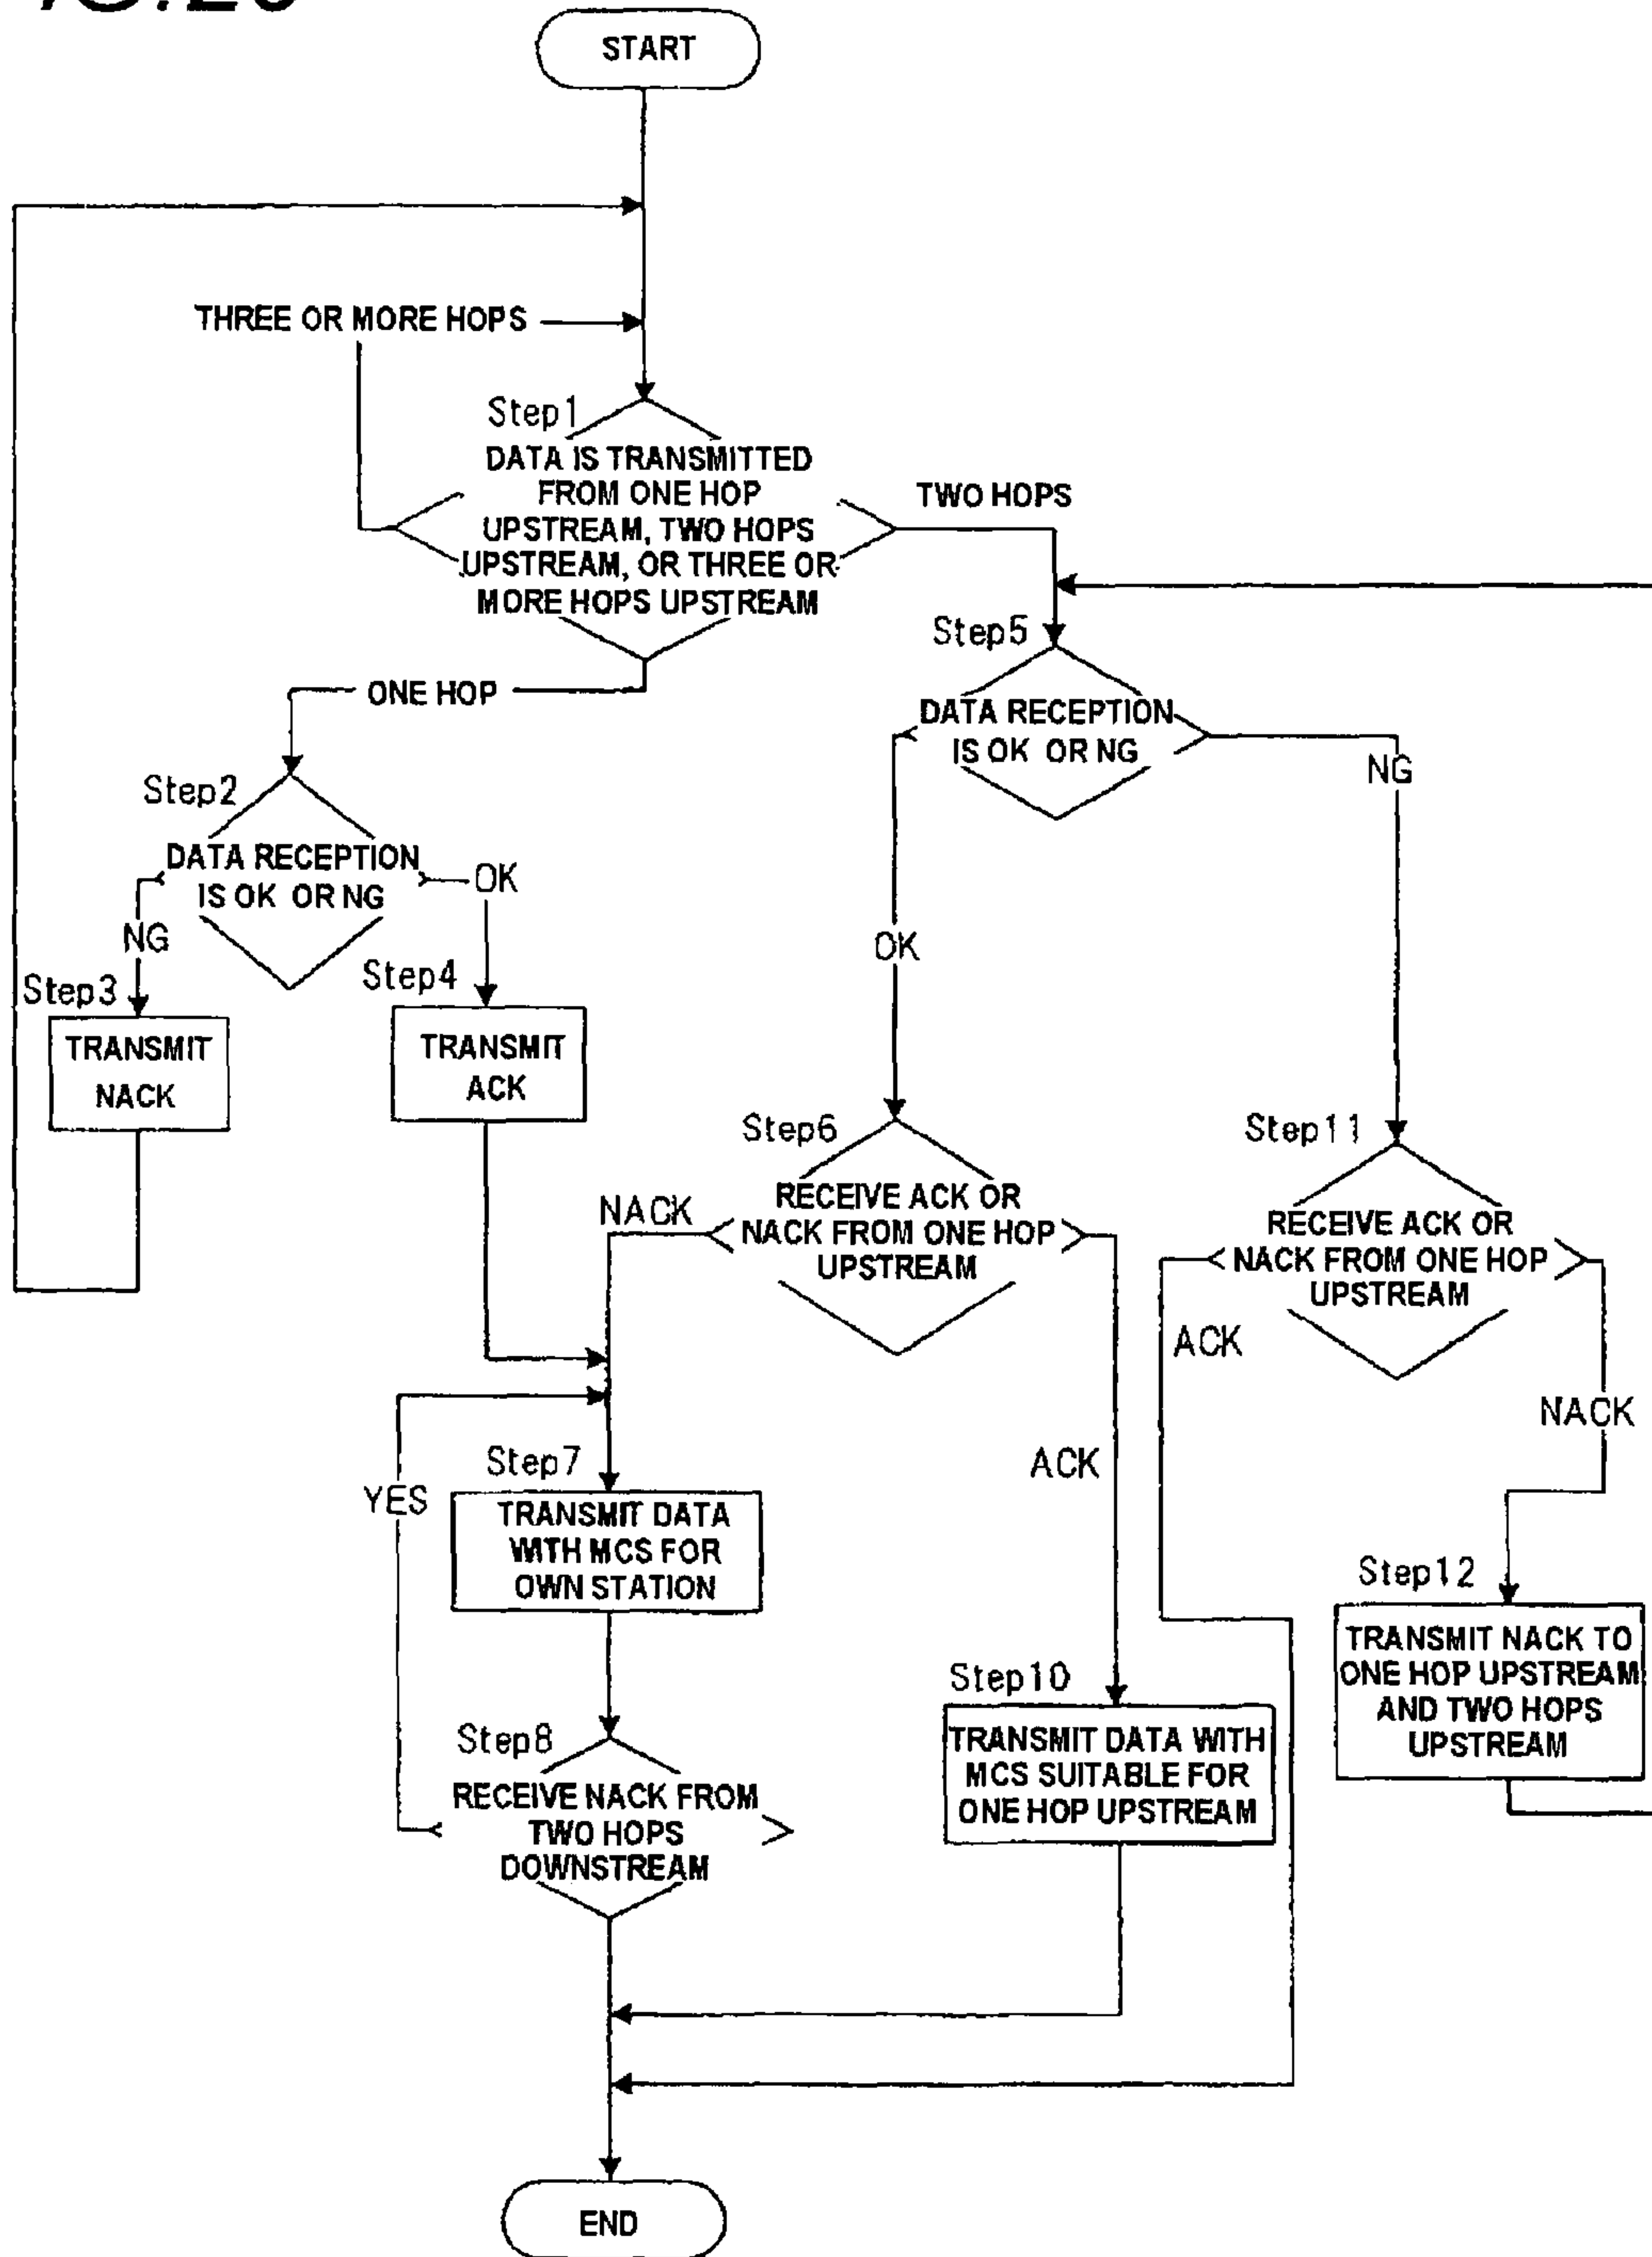 START
THREE OR MORE HOPS
Step1
DATA IS TRANSMITTED
FROM ONE HOP
UPSTREAM, TWO HOPS
UPSTREAM, OR THREE OR
MORE HOPS UPSTREAM
TWO HOPS
ONE HOP
Step5
DATA RECEPTION
IS OK OR NG
NG
OK
Step2
DATA RECEPTION
IS OK OR NG
OK
NG
Step3
TRANSMIT
NACK
Step4
TRANSMIT
ACK
Step6
RECEIVE ACK OR
NACK FROM ONE HOP
UPSTREAM
NACK
ACK
Step11
RECEIVE ACK OR
NACK FROM ONE HOP
UPSTREAM
ACK
NACK
Step7
TRANSMIT DATA
WITH MCS FOR
OWN STATION
YES
Step8
RECEIVE NACK FROM
TWO HOPS
DOWNSTREAM
Step10
TRANSMIT DATA WITH
MCS SUITABLE FOR
ONE HOP UPSTREAM
Step12
TRANSMIT NACK TO
ONE HOP UPSTREAM
AND TWO HOPS
UPSTREAM
END